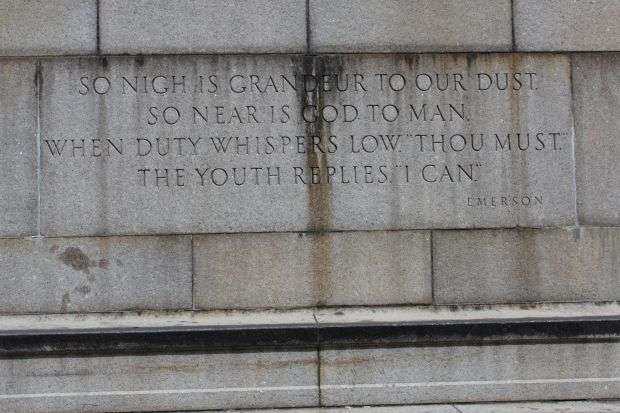 SO NIGH IS GRANDEUR TO OUR DUST.
SO NEAR IS GOD TO MAN.
WHEN DUTY WHISPERS LOW, "THOU MUST,"
THE YOUTH REPLIES, "I CAN."
EMERSON